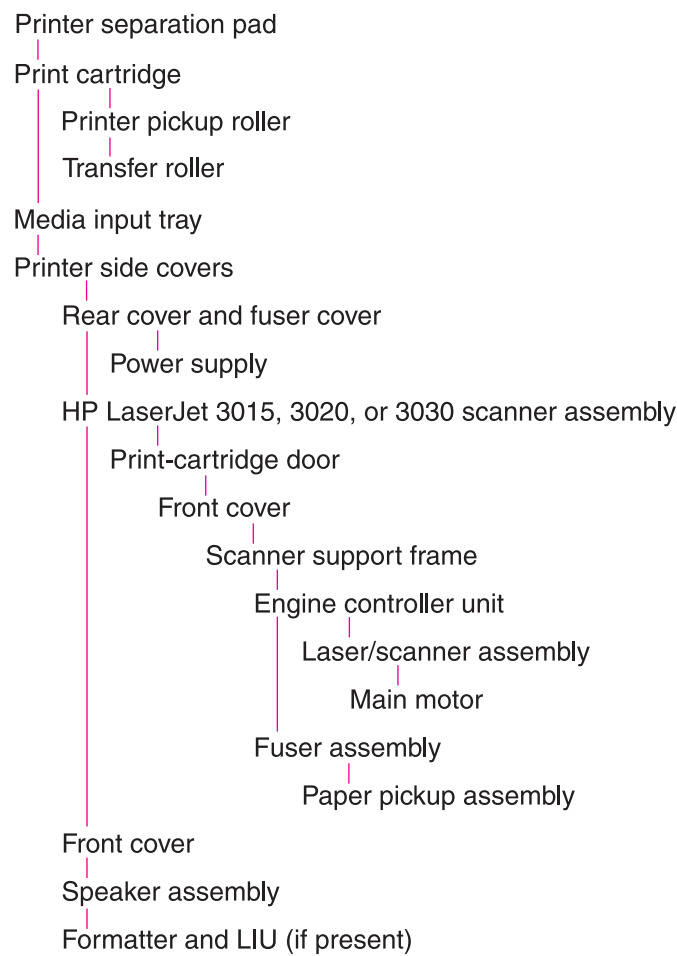 Printer separation pad
Print cartridge
Printer pickup roller
Transfer roller
Media input tray
Printer side covers
Rear cover and fuser cover
Power supply
HP LaserJet 3015, 3020, or 3030 scanner assembly
Print-cartridge door
Front cover
Scanner support frame
Engine controller unit
Laser/scanner assembly
Main motor
Fuser assembly
Paper pickup assembly
Front cover
Speaker assembly
Formatter and LIU (if present)